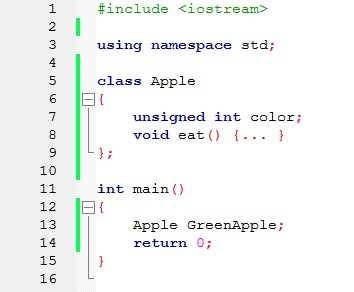 1 #include <iostream>
2
3 using namespace std;
4
5 class Apple
6 {
7 unsigned int color;
8 void eat() {... }
9 };
10
11 int main()
12 {
13 Apple GreenApple;
14 return 0;
15 }
16